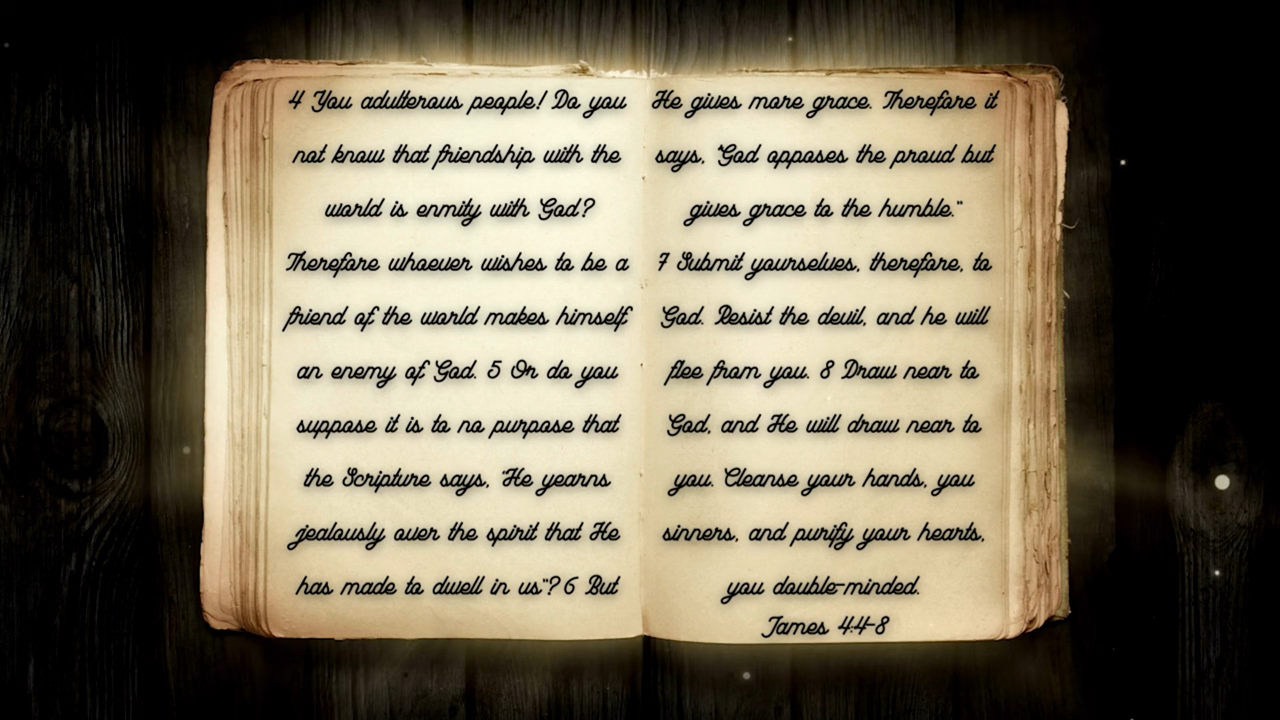 4 You adulterous people! Do you
not know that friendship with the
world is enmity with God?
Therefore whoever wishes to be a
friend of the world makes himself
an enemy of God. 5 Or do you
suppose it is to no purpose that
the Scripture says, "He yearns
jealously over the spirit that He
has made to dwell in us"? 6 But
He gives more grace. Therefore it
says, "God opposes the proud but
gives grace to the humble."
7 Submit yourselves, therefore, to
God. Resist the devil, and he will
flee from you. 8 Draw near to
God, and He will draw near to
you. Cleanse your hands, you
sinners, and purify your hearts,
you double-minded.
James 4:4-8